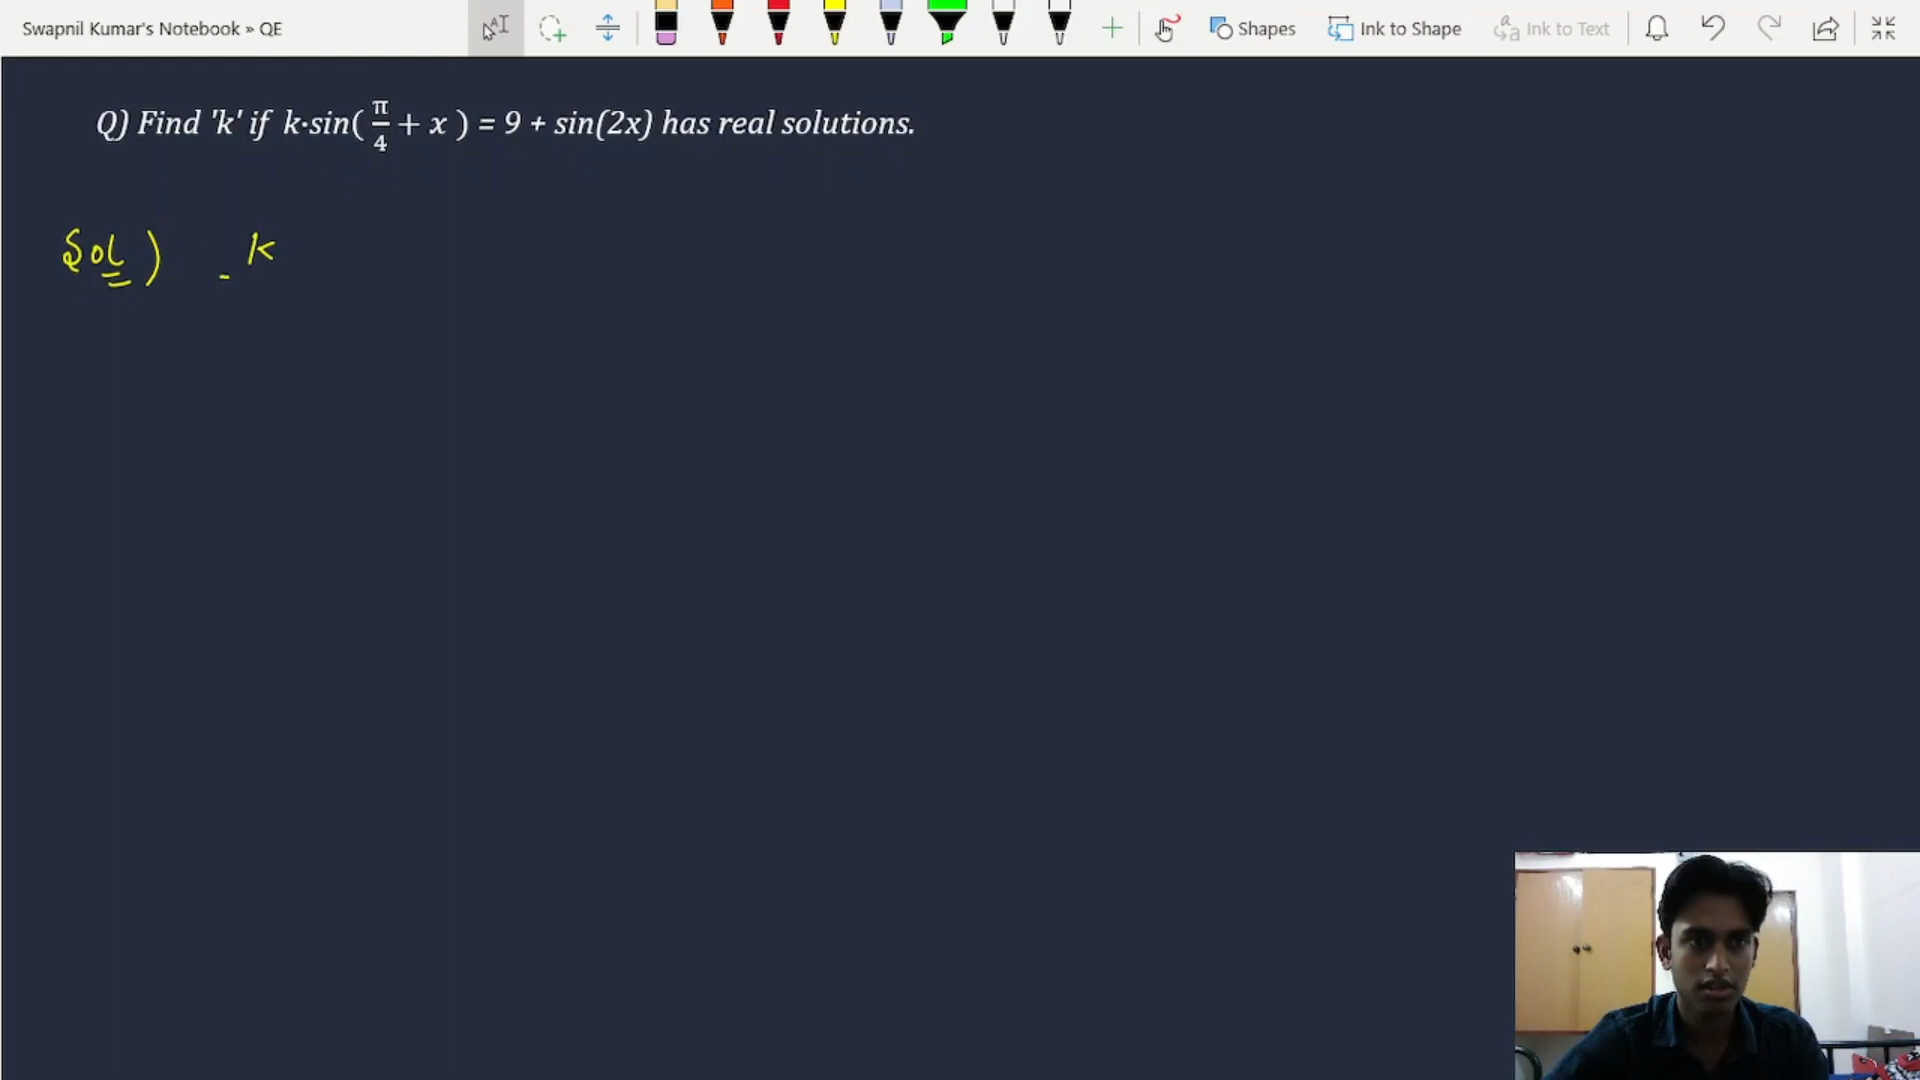 Swapnil Kumar's Notebook » QE
Ink to Shape
Shapes
Ink to Text
Q) Find 'k' if k·sin( π/4 + x ) = 9 + sin(2x) has real solutions.
Sol ) - k